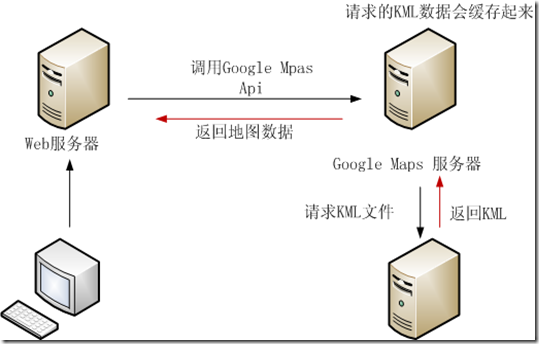 请求的KML数据会缓存起来
调用Google Mpas
Api
返回地图数据
Web服务器
Google Maps 服务器
请求KML文件
返回KML